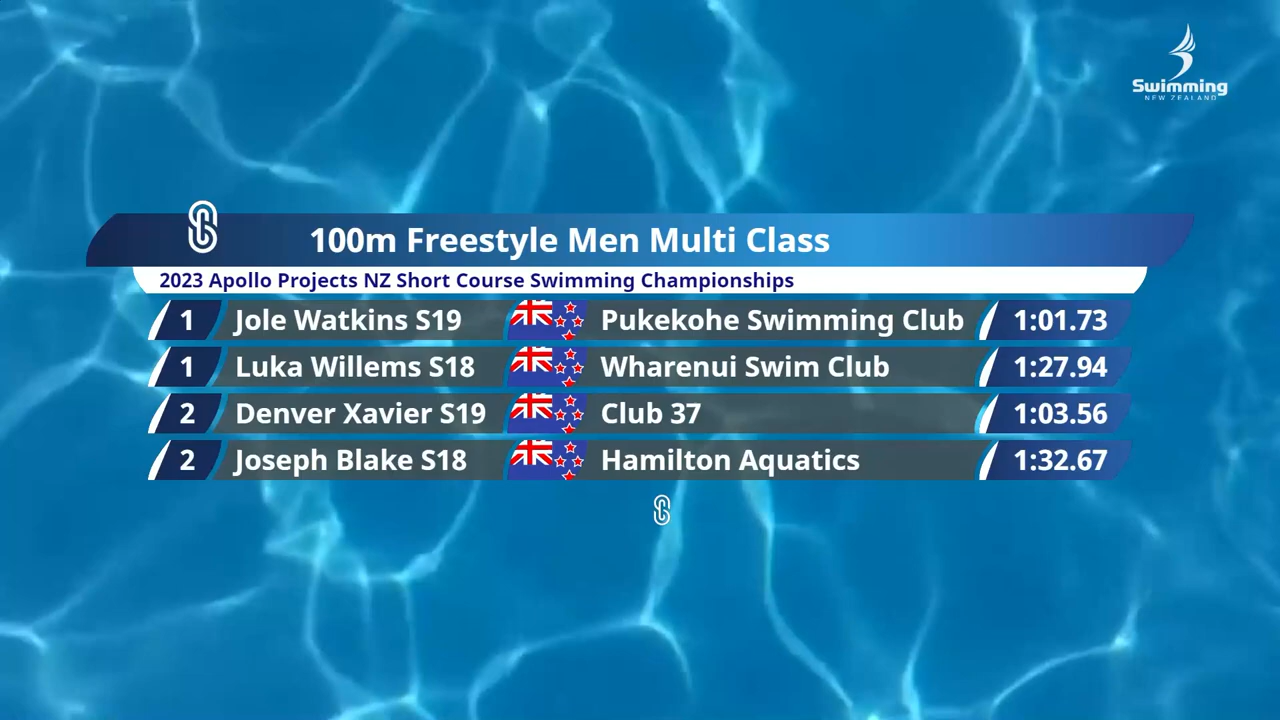 Swimming
NEW ZEALAND
100m Freestyle Men Multi Class
2023 Apollo Projects NZ Short Course Swimming Championships
1 Jole Watkins S19 Pukekohe Swimming Club 1:01.73
1 Luka Willems S18 Wharenui Swim Club 1:27.94
2 Denver Xavier S19 Club 37 1:03.56
2 Joseph Blake S18 Hamilton Aquatics 1:32.67